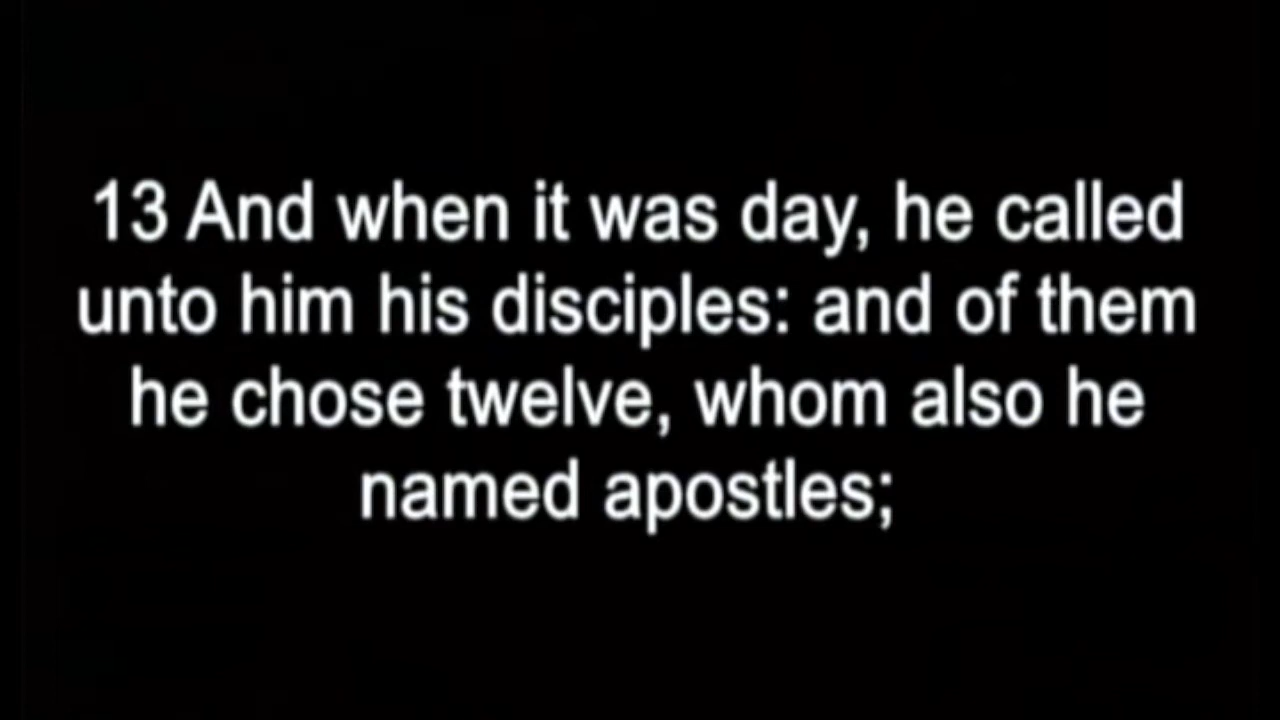 13 And when it was day, he called
unto him his disciples: and of them
he chose twelve, whom also he
named apostles;